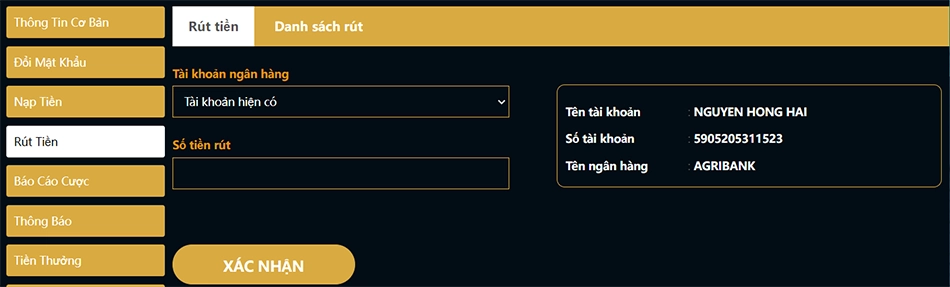 Thông Tin Cơ Bản
Đổi Mật Khẩu
Nạp Tiền
Rút Tiền
Báo Cáo Cược
Thông Báo
Tiền Thưởng
Rút tiền Danh sách rút
Tài khoản ngân hàng
Tài khoản hiện có
Số tiền rút
XÁC NHẬN
Tên tài khoản : NGUYEN HONG HAI
Số tài khoản : 5905205311523
Tên ngân hàng : AGRIBANK